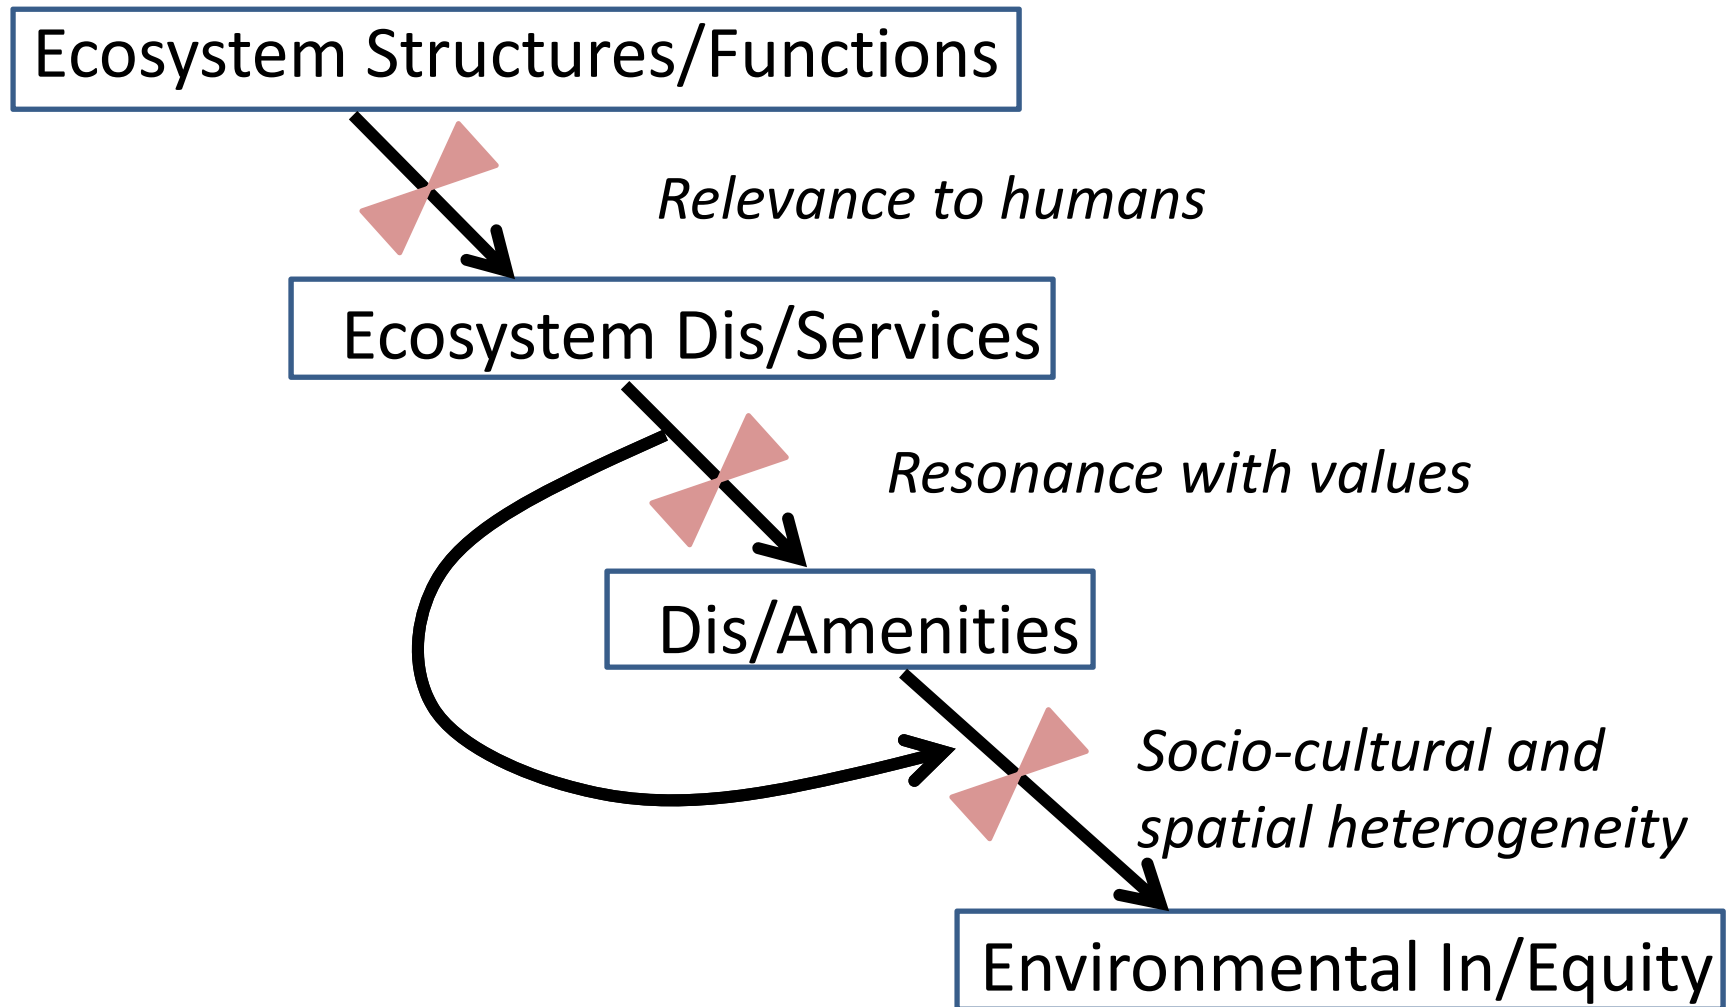 Ecosystem Structures/Functions
Relevance to humans
Ecosystem Dis/Services
Resonance with values
Dis/Amenities
Socio-cultural and
spatial heterogeneity
Environmental In/Equity